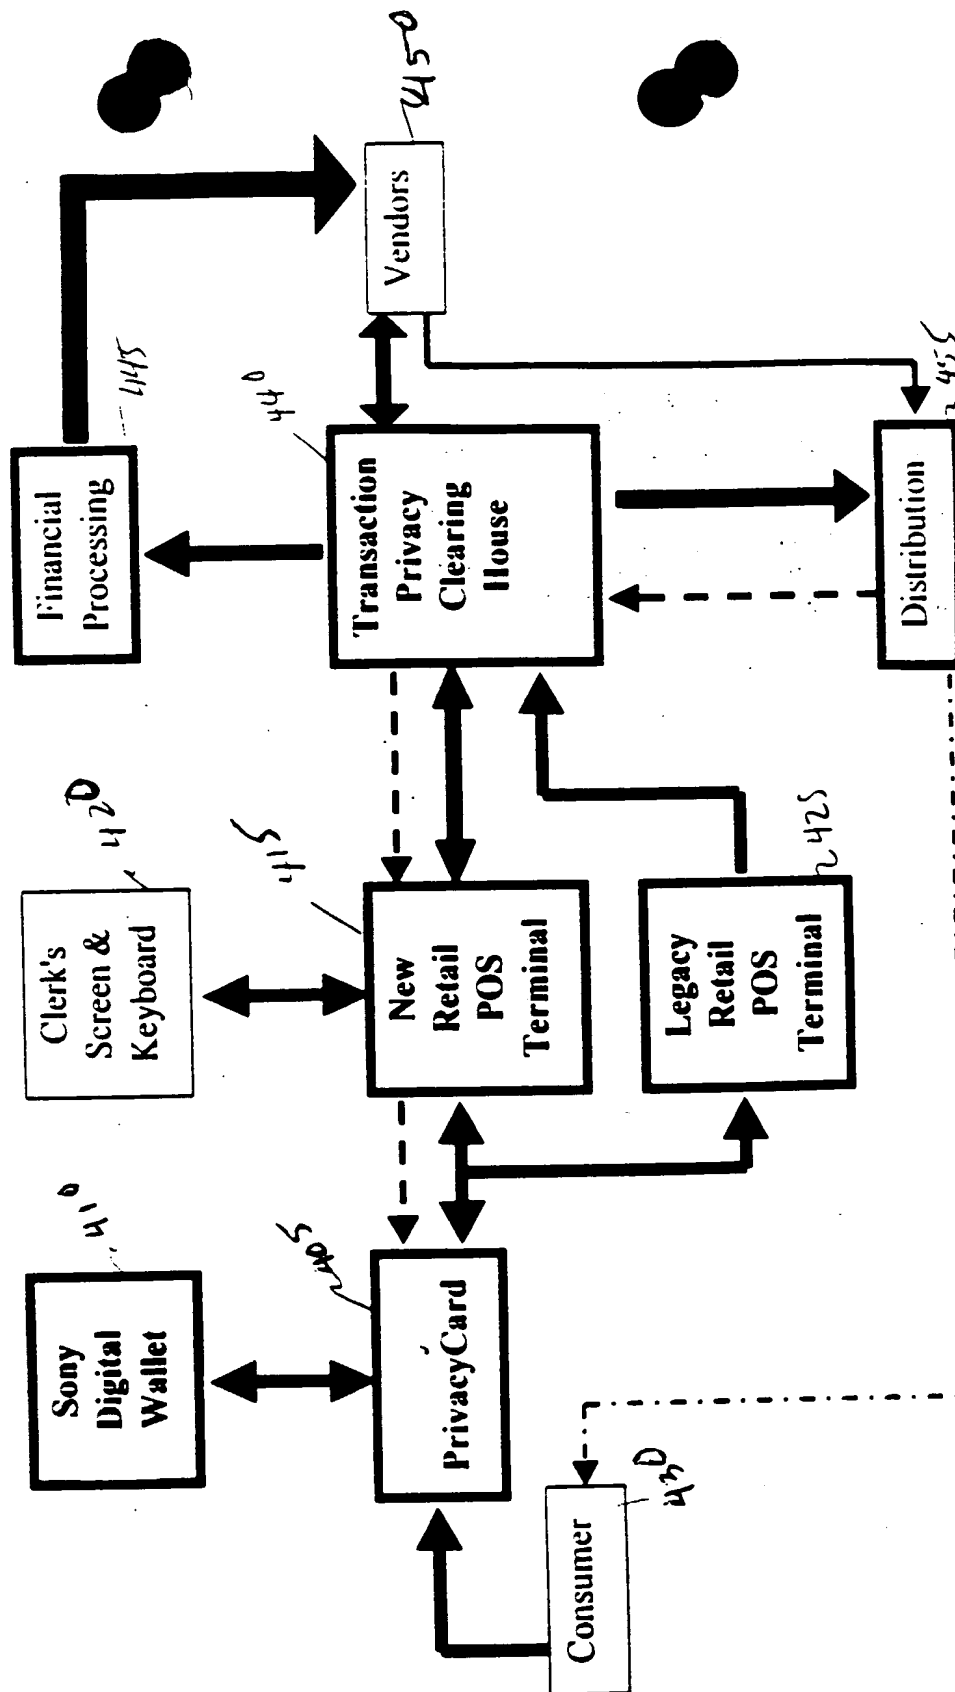 Sony
Digital
Wallet
410
Clerk's
Screen &
Keyboard
420
Financial
Processing
445
PrivacyCard
405
New
Retail
POS
Terminal
415
Transaction
Privacy
Clearing
House
440
Vendors
450
Consumer
430
Legacy
Retail
POS
Terminal
425
Distribution
455